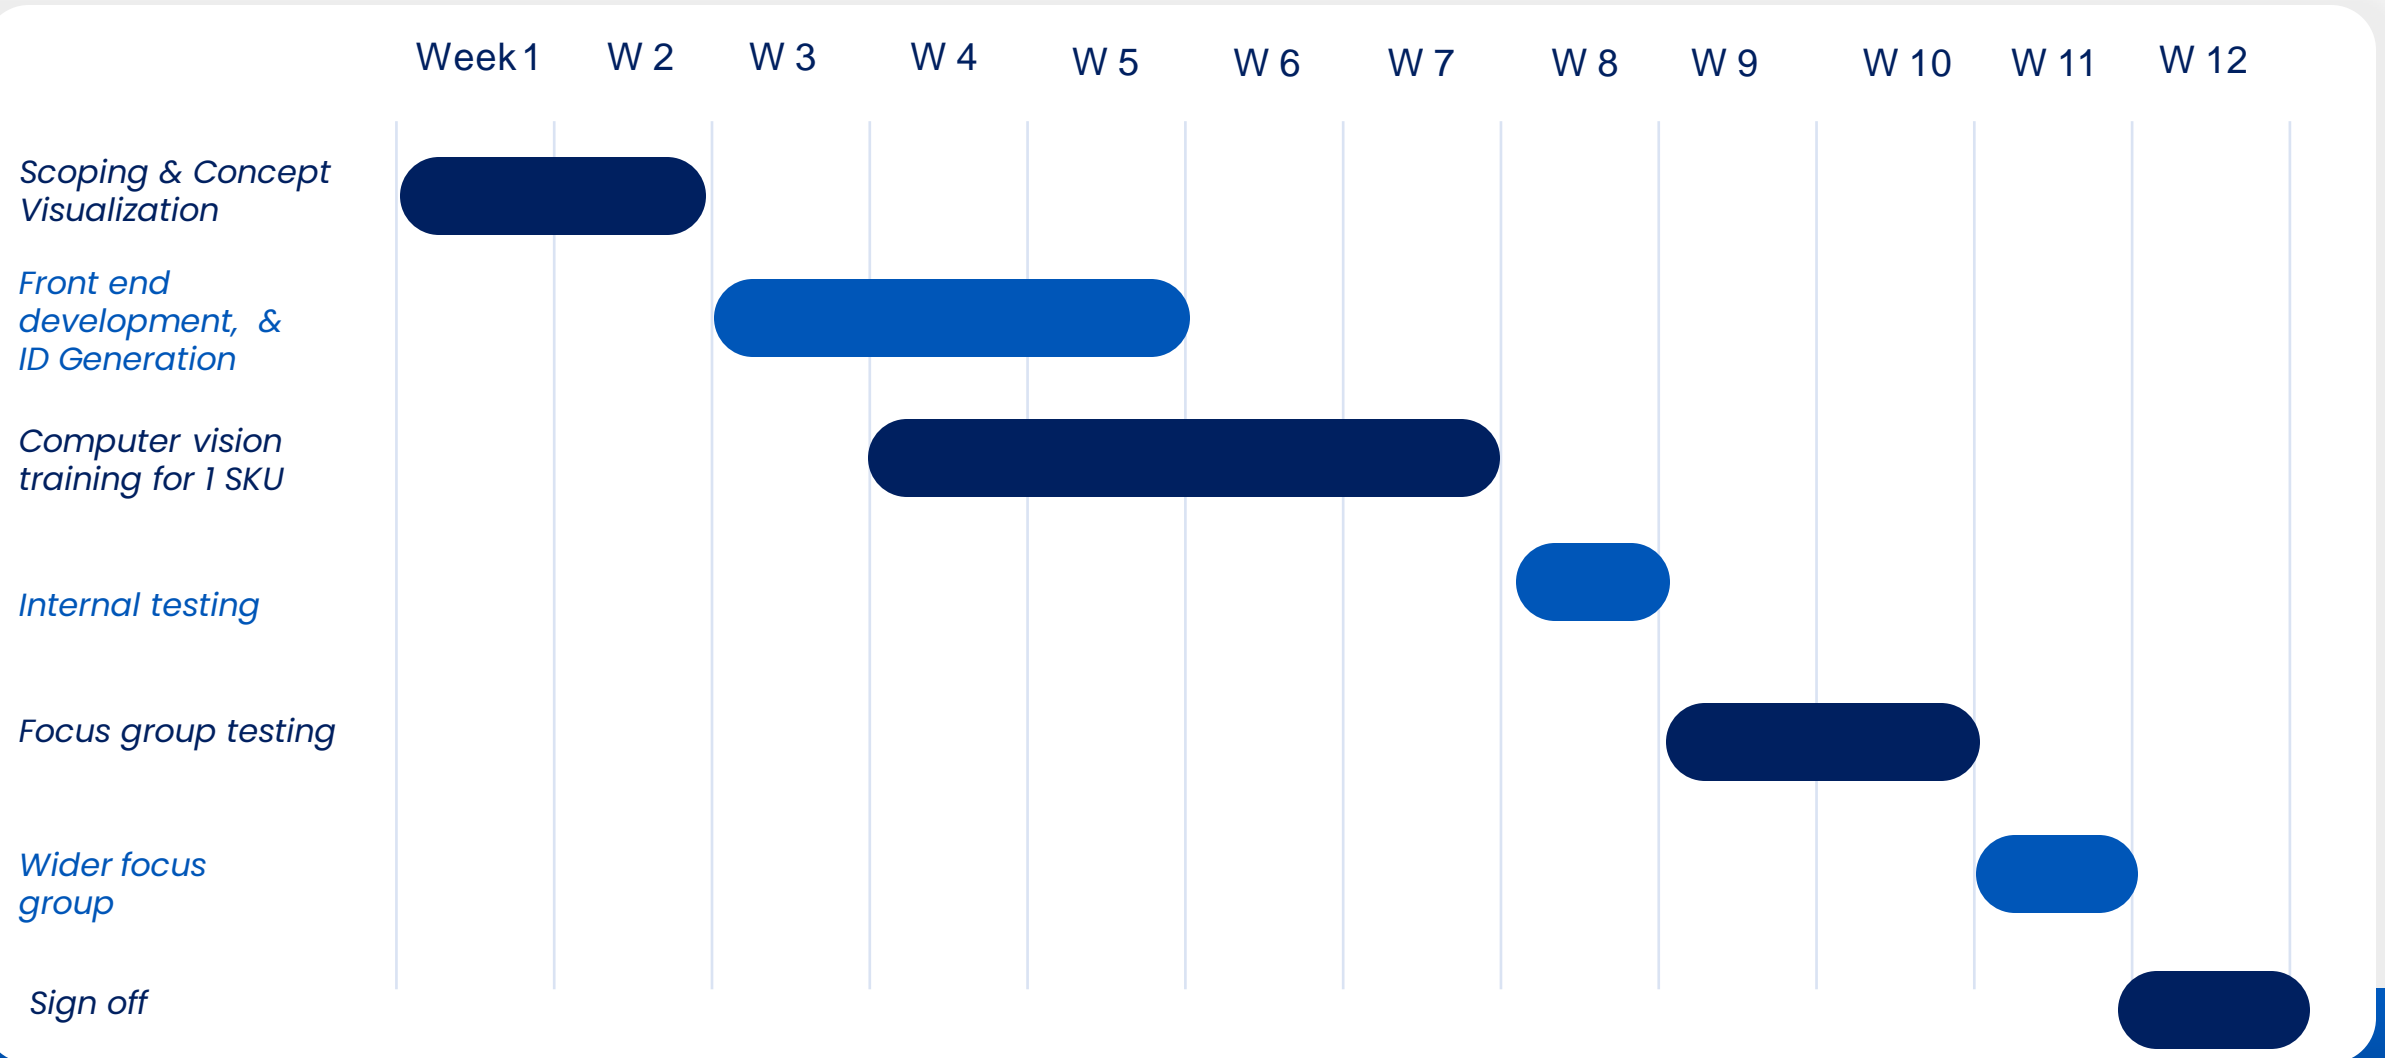 Week 1 W 2 W 3 W 4 W 5 W 6 W 7 W 8 W 9 W 10 W 11 W 12
Scoping & Concept
Visualization
Front end
development, &
ID Generation
Computer vision
training for 1 SKU
Internal testing
Focus group testing
Wider focus
group
Sign off